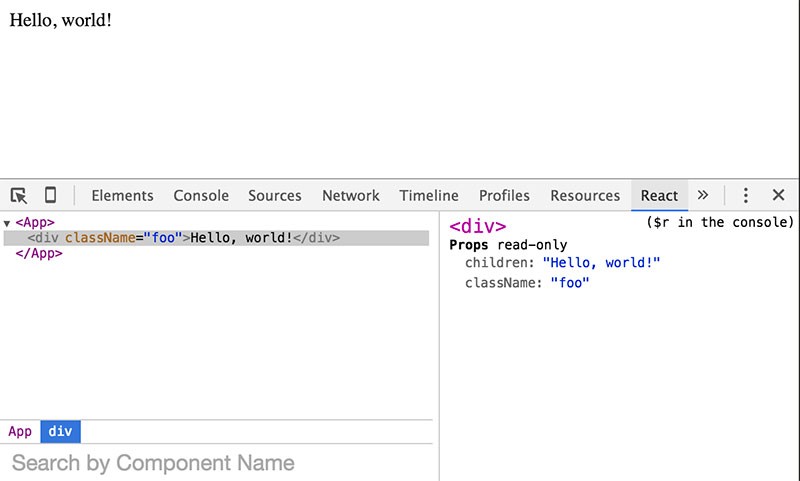 Hello, world!
Elements Console Sources Network Timeline Profiles Resources React »
▼ <App>
<div className="foo">Hello, world!</div>
</App>
<div> ($r in the console)
Props read-only
children: "Hello, world!"
className: "foo"
App div
Search by Component Name